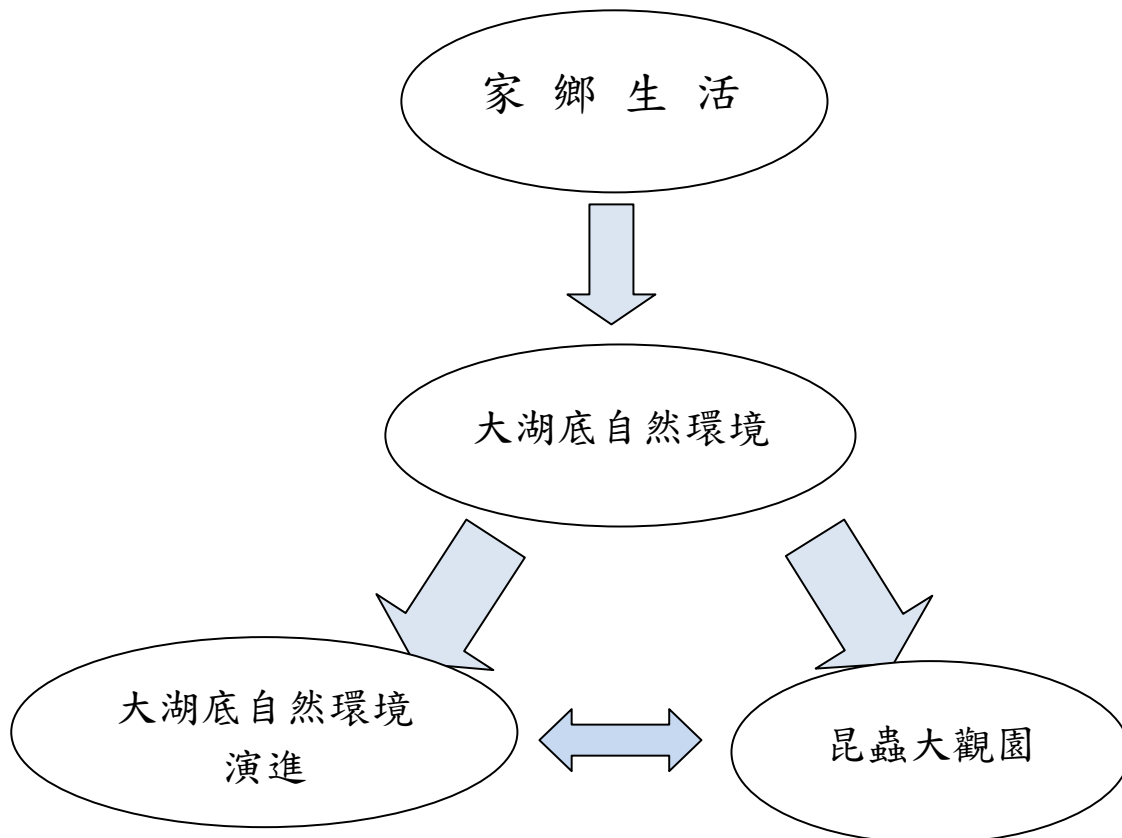 家 鄉 生 活
大湖底自然環境
大湖底自然環境
演進
昆蟲大觀園